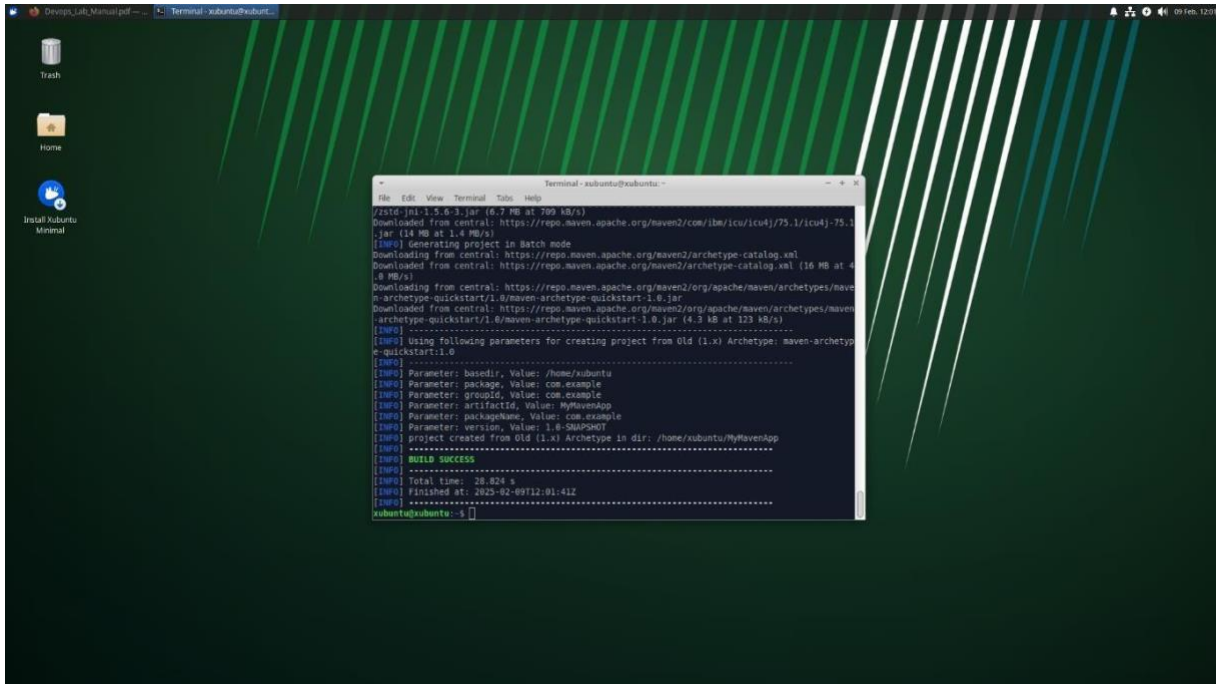 Devops_Lab_Manual.pdf — ...
Terminal - xubuntu@xubunt...
09 Feb, 12:01
Trash
Home
Install Xubuntu
Minimal
Terminal - xubuntu@xubuntu: ~
File Edit View Terminal Tabs Help
/zstd-jni-1.5.6-3.jar (6.7 MB at 709 kB/s)
Downloaded from central: https://repo.maven.apache.org/maven2/com/ibm/icu/icu4j/75.1/icu4j-75.1
.jar (14 MB at 1.4 MB/s)
[INFO] Generating project in Batch mode
Downloading from central: https://repo.maven.apache.org/maven2/archetype-catalog.xml
Downloaded from central: https://repo.maven.apache.org/maven2/archetype-catalog.xml (16 MB at 4
.0 MB/s)
Downloading from central: https://repo.maven.apache.org/maven2/org/apache/maven/archetypes/mave
n-archetype-quickstart/1.0/maven-archetype-quickstart-1.0.jar
Downloaded from central: https://repo.maven.apache.org/maven2/org/apache/maven/archetypes/maven
-archetype-quickstart/1.0/maven-archetype-quickstart-1.0.jar (4.3 kB at 123 kB/s)
[INFO] ----------------------------------------------------------------------------
[INFO] Using following parameters for creating project from Old (1.x) Archetype: maven-archetyp
e-quickstart:1.0
[INFO] ----------------------------------------------------------------------------
[INFO] Parameter: basedir, Value: /home/xubuntu
[INFO] Parameter: package, Value: com.example
[INFO] Parameter: groupId, Value: com.example
[INFO] Parameter: artifactId, Value: MyMavenApp
[INFO] Parameter: packageName, Value: com.example
[INFO] Parameter: version, Value: 1.0-SNAPSHOT
[INFO] project created from Old (1.x) Archetype in dir: /home/xubuntu/MyMavenApp
[INFO] ------------------------------------------------------------------------
[INFO] BUILD SUCCESS
[INFO] ------------------------------------------------------------------------
[INFO] Total time:  28.824 s
[INFO] Finished at: 2025-02-09T12:01:41Z
[INFO] ------------------------------------------------------------------------
xubuntu@xubuntu:~$